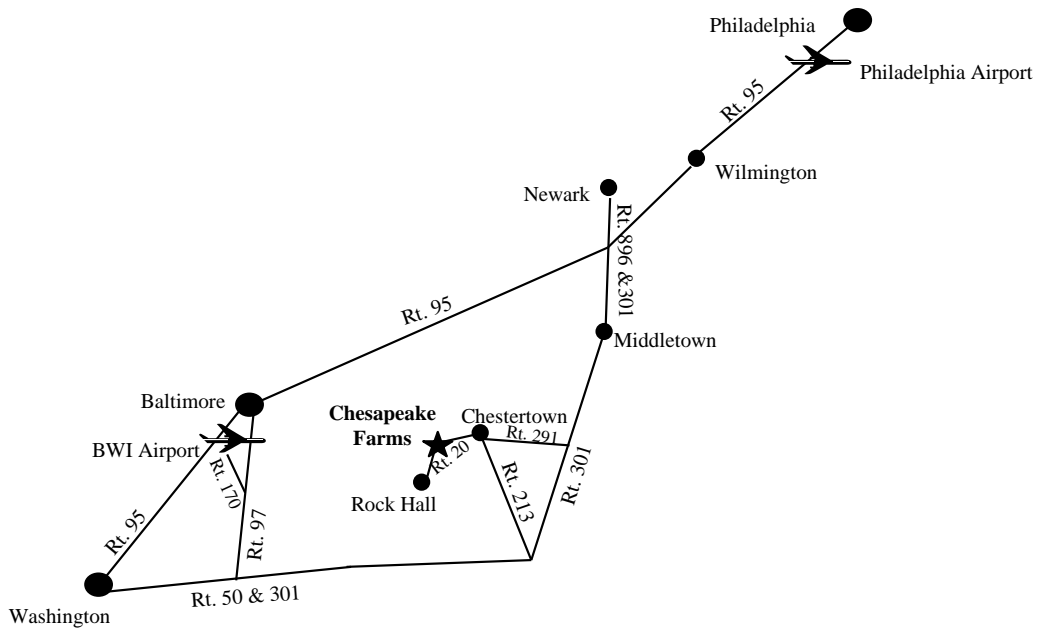 Philadelphia
Philadelphia Airport
Rt. 95
Wilmington
Newark
Rt. 896 &301
Rt. 95
Middletown
Baltimore
Chesapeake
Farms
Chestertown
Rt. 291
BWI Airport
Rt. 20
Rt. 170
Rt. 301
Rock Hall
Rt. 213
Rt. 95
Rt. 97
Rt. 50 & 301
Washington